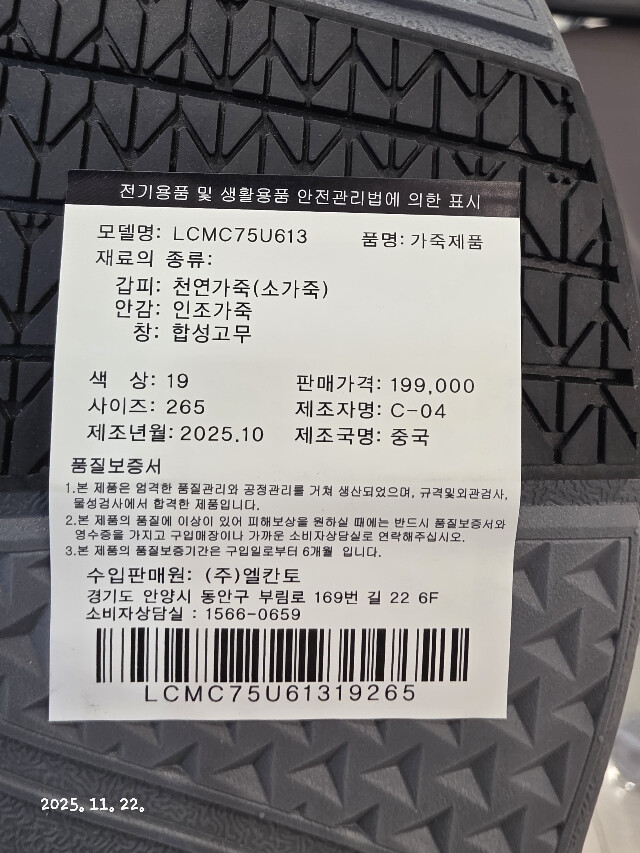 전기용품 및 생활용품 안전관리법에 의한 표시
모델명: LCMC75U613 품명: 가죽제품
재료의 종류:
갑피: 천연가죽(소가죽)
안감: 인조가죽
창: 합성고무
색 상: 19 판매가격: 199,000
사이즈: 265 제조자명: C-04
제조년월: 2025.10 제조국명: 중국
품질보증서
1.본 제품은 엄격한 품질관리와 공정관리를 거쳐 생산되었으며, 규격및외관검사,
물성검사에서 합격한 제품입니다.
2.본 제품의 품질에 이상이 있어 피해보상을 원하실 때에는 반드시 품질보증서와
영수증을 가지고 구입매장이나 가까운 소비자상담실로 연락해주십시오.
3.본 제품의 품질보증기간은 구입일로부터 6개월 입니다.
수입판매원: (주)엘칸토
경기도 안양시 동안구 부림로 169번 길 22 6F
소비자상담실 : 1566-0659
LCMC75U61319265
2025. 11. 22.